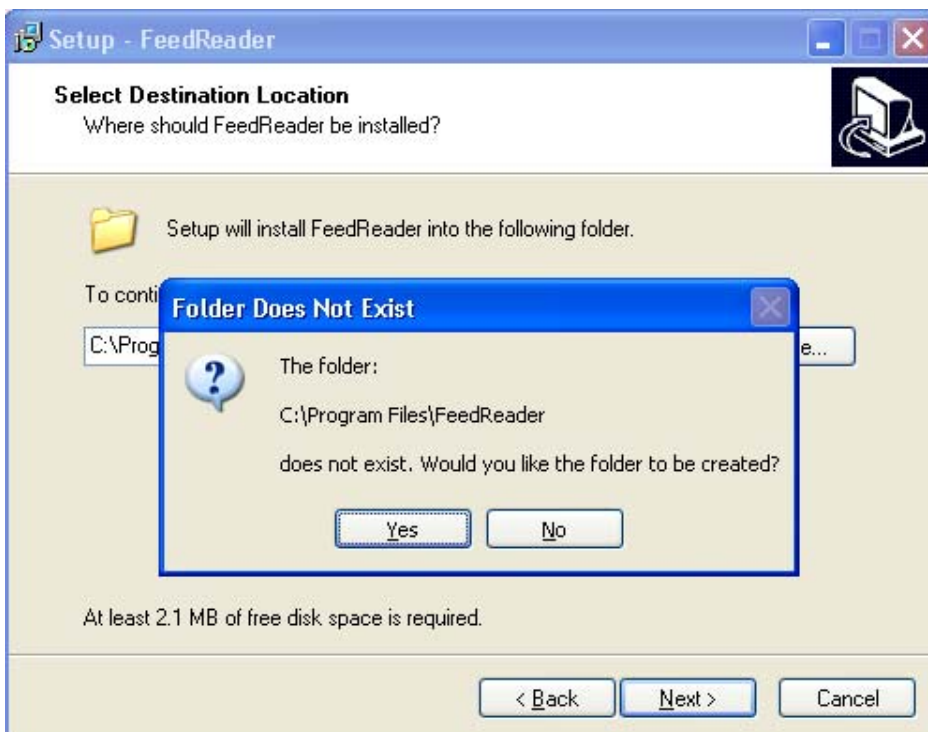 Setup - FeedReader
Select Destination Location
Where should FeedReader be installed?
Setup will install FeedReader into the following folder.
To conti
C:\Prog
e...
Folder Does Not Exist
The folder:
C:\Program Files\FeedReader
does not exist. Would you like the folder to be created?
Yes No
At least 2.1 MB of free disk space is required.
< Back Next > Cancel